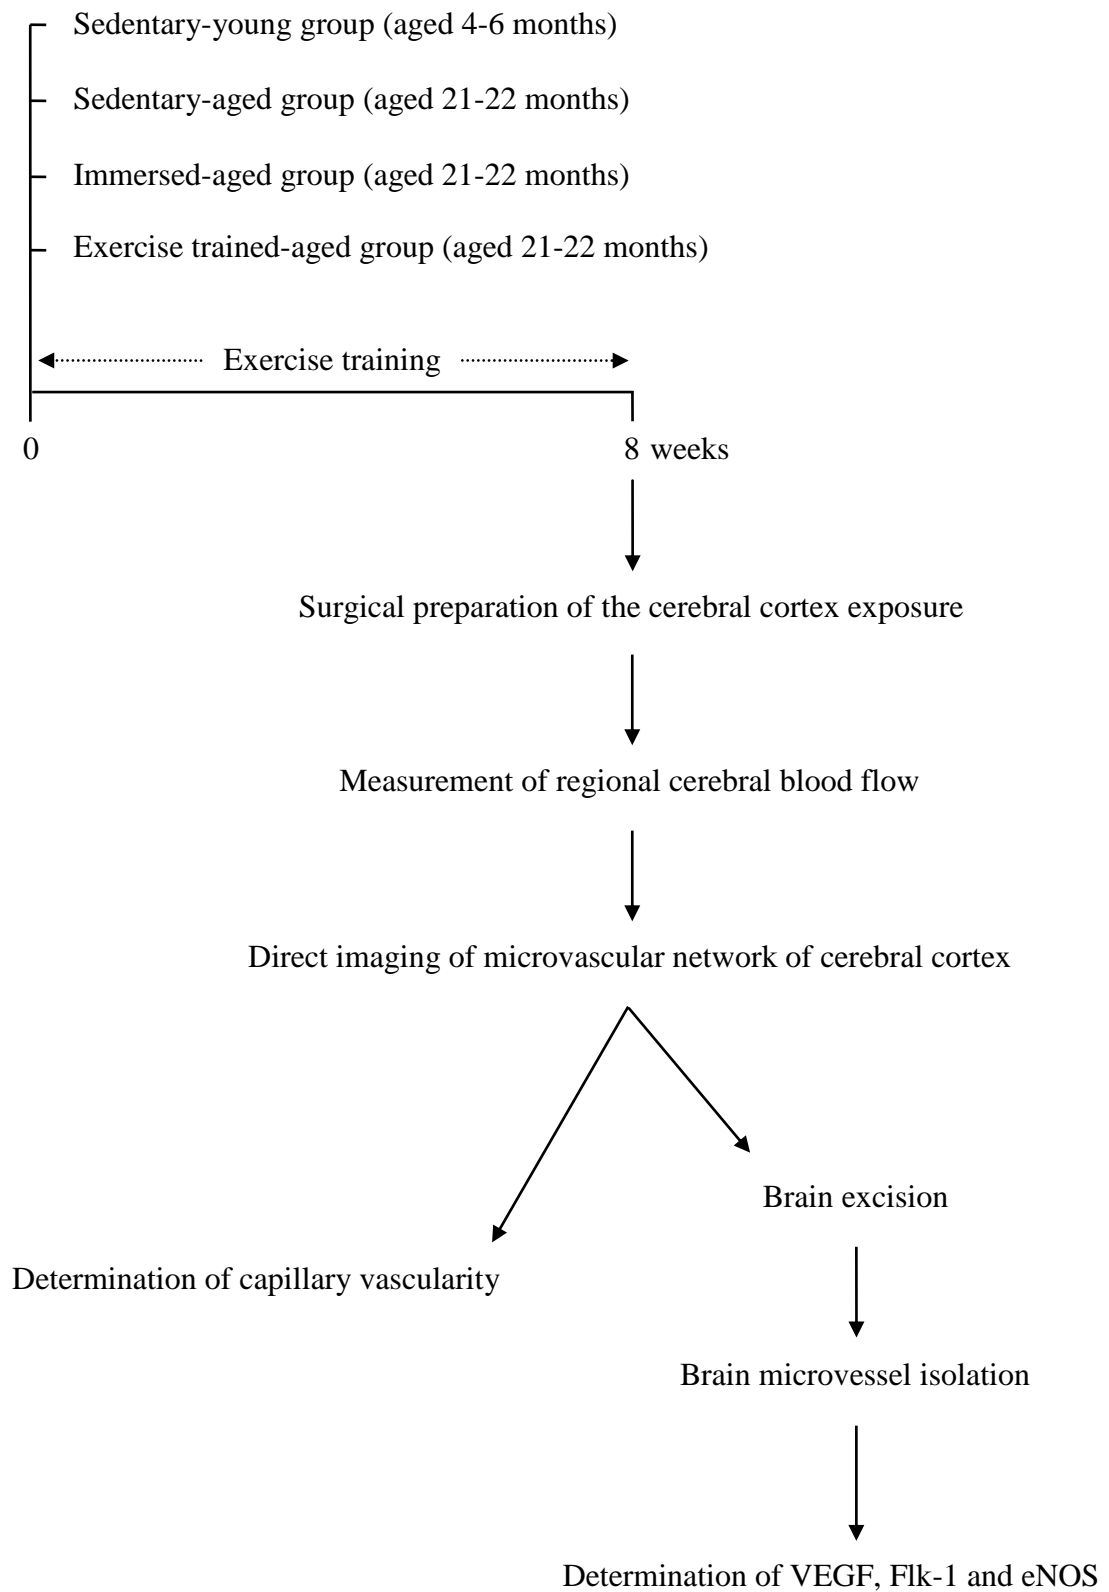 Sedentary-young group (aged 4-6 months)
Sedentary-aged group (aged 21-22 months)
Immersed-aged group (aged 21-22 months)
Exercise trained-aged group (aged 21-22 months)
Exercise training
0
8 weeks
Surgical preparation of the cerebral cortex exposure
Measurement of regional cerebral blood flow
Direct imaging of microvascular network of cerebral cortex
Brain excision
Determination of capillary vascularity
Brain microvessel isolation
Determination of VEGF, Flk-1 and eNOS